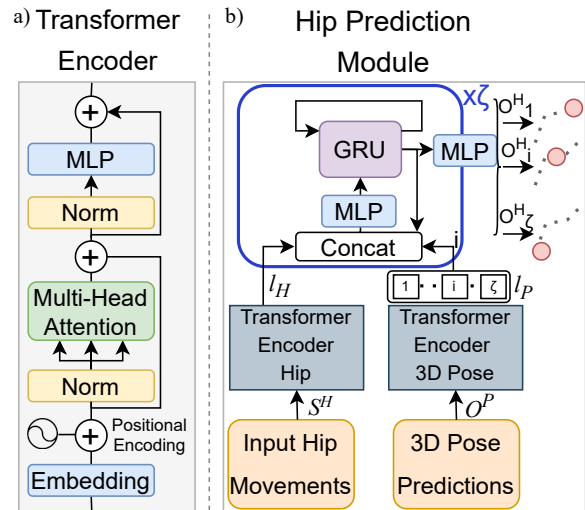 a) Transformer
Encoder
MLP
Norm
Multi-Head
Attention
Norm
Positional
Encoding
Embedding
b) Hip Prediction
Module
xζ
GRU
MLP
MLP
Concat
i
O^H_1
O^H_i
O^H_ζ
l_H
1 · · i · ζ
l_P
Transformer
Encoder
Hip
Transformer
Encoder
3D Pose
S^H
O^P
Input Hip
Movements
3D Pose
Predictions